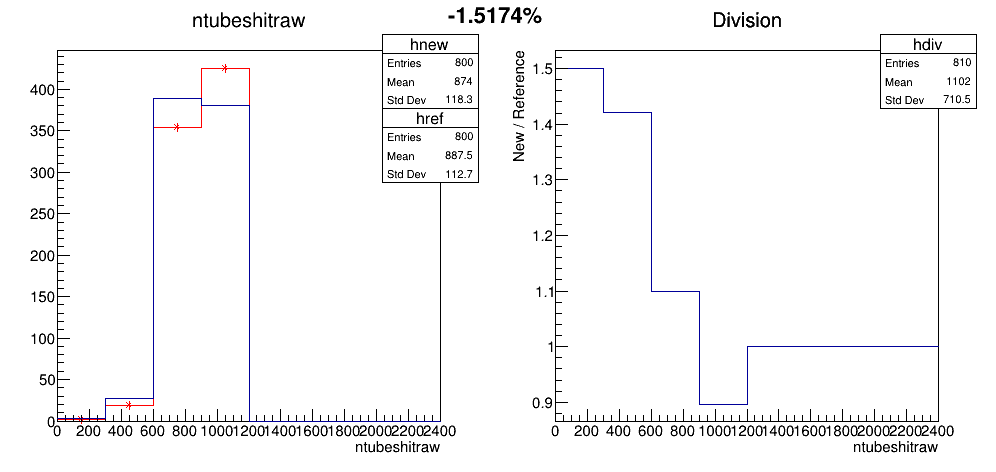 -1.5174%
ntubeshitraw
hnew
Entries 800
Mean 874
Std Dev 118.3
href
Entries 800
Mean 887.5
Std Dev 112.7
400
350
300
250
200
150
100
50
0
0 200 400 600 800 1000 1200 1400 1600 1800 2000 2200 2400
ntubeshitraw
Division
hdiv
Entries 810
Mean 1102
Std Dev 710.5
New / Reference
1.5
1.4
1.3
1.2
1.1
1
0.9
0 200 400 600 800 1000 1200 1400 1600 1800 2000 2200 2400
ntubeshitraw